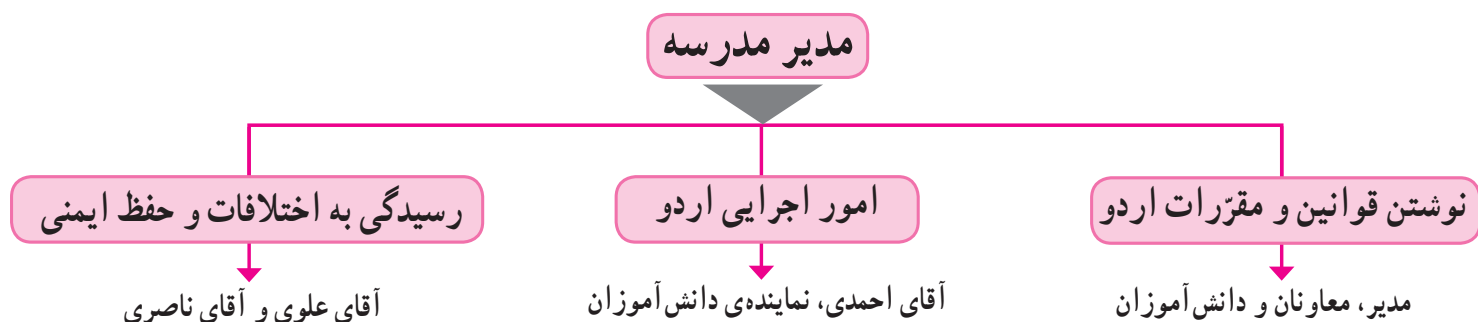 مدیر مدرسه
نوشتن قوانین و مقرّرات اردو
امور اجرایی اردو
رسیدگی به اختلافات و حفظ ایمنی
مدیر، معاونان و دانش‌آموزان
آقای احمدی، نماینده‌ی دانش‌آموزان
آقای علوی و آقای ناصری